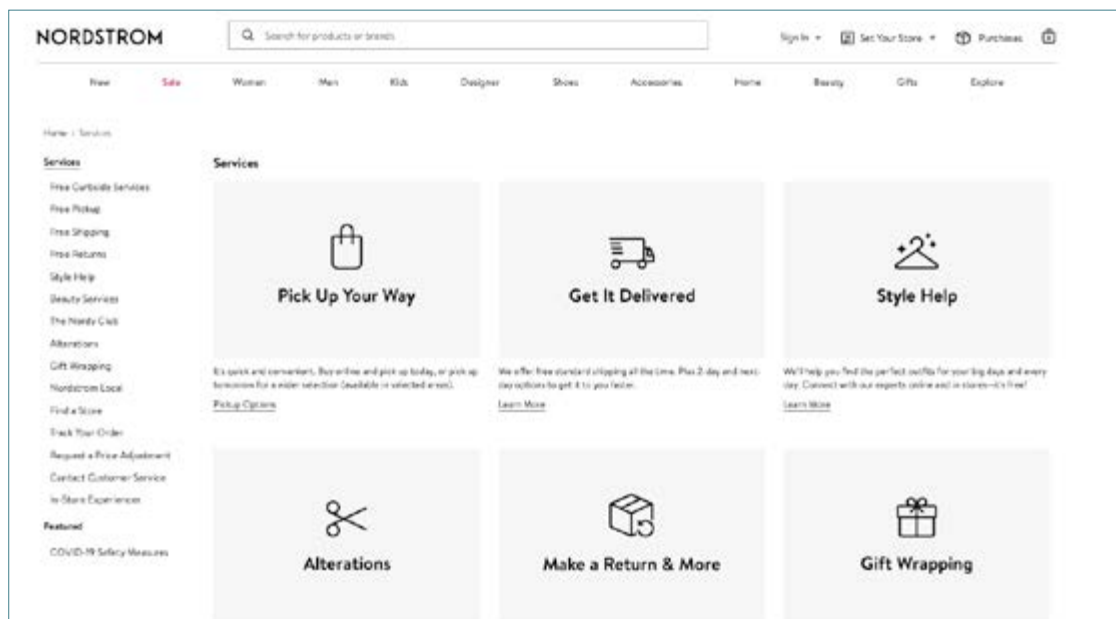 NORDSTROM
Search for products or brands
Sign In
Set Your Store
Purchases
New
Sale
Women
Men
Kids
Designer
Shoes
Accessories
Home
Beauty
Gifts
Explore
Home / Services
Services
Free Curbside Services
Free Pickup
Free Shipping
Free Returns
Style Help
Beauty Services
The Nordy Club
Alterations
Gift Wrapping
Nordstrom Local
Find a Store
Track Your Order
Request a Price Adjustment
Contact Customer Service
In-Store Experiences
Featured
COVID-19 Safety Measures
Services
Pick Up Your Way
It's quick and convenient. Buy online and pick up today, or pick up
tomorrow for a wider selection (available in selected areas).
Pickup Options
Get It Delivered
We offer free standard shipping all the time. Plus 2-day and next-
day options to get it to you faster.
Learn More
Style Help
We'll help you find the perfect outfits for your big days and every
day. Connect with our experts online and in stores—it's free!
Learn More
Alterations
Make a Return & More
Gift Wrapping